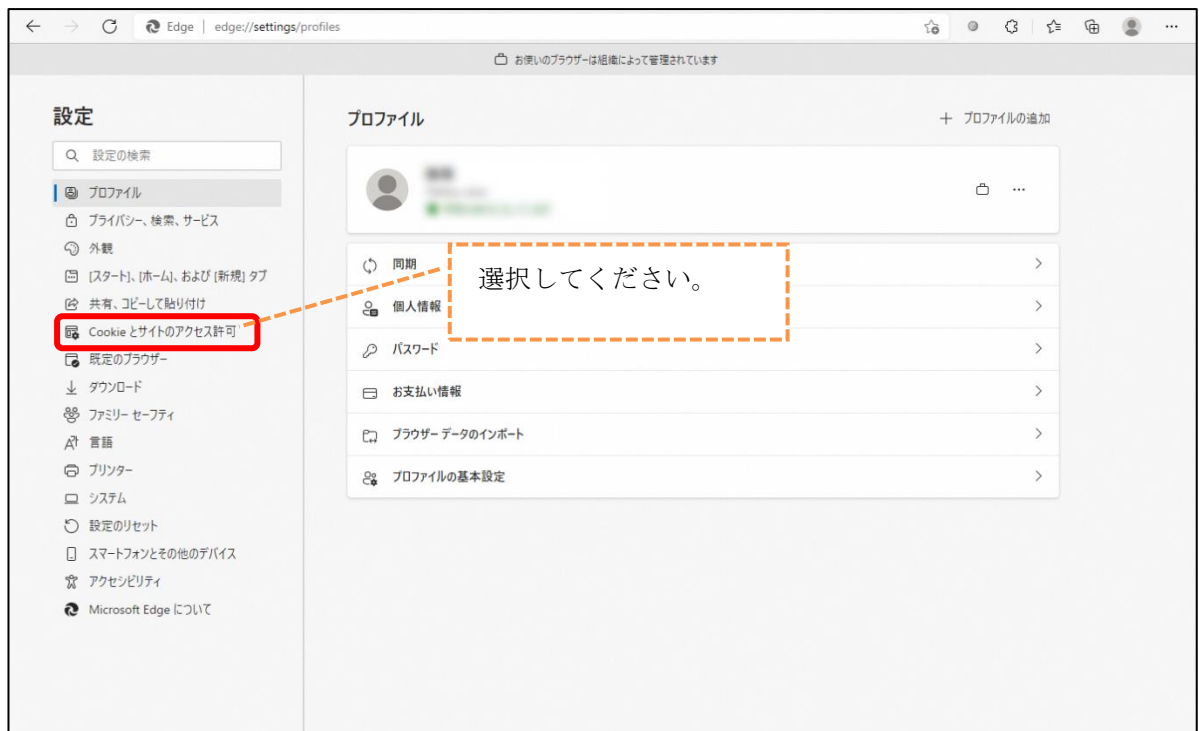 Edge | edge://settings/profiles
お使いのブラウザーは組織によって管理されています
設定
設定の検索
プロファイル
プライバシー、検索、サービス
外観
[スタート]、[ホーム]、および [新規] タブ
共有、コピーして貼り付け
Cookie とサイトのアクセス許可
既定のブラウザー
ダウンロード
ファミリー セーフティ
言語
プリンター
システム
設定のリセット
スマートフォンとその他のデバイス
アクセシビリティ
Microsoft Edge について
プロファイル
プロファイルの追加
同期
選択してください。
個人情報
パスワード
お支払い情報
ブラウザー データのインポート
プロファイルの基本設定